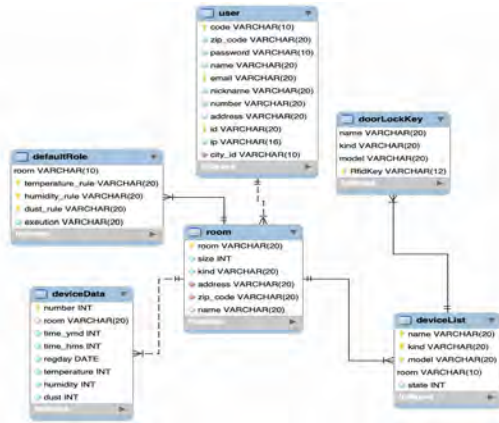 user
code VARCHAR(10)
zip_code VARCHAR(20)
password VARCHAR(10)
name VARCHAR(20)
email VARCHAR(20)
nickname VARCHAR(20)
number VARCHAR(20)
address VARCHAR(20)
id VARCHAR(20)
ip VARCHAR(16)
city_id VARCHAR(10)
doorLockKey
name VARCHAR(20)
kind VARCHAR(20)
model VARCHAR(20)
RfidKey VARCHAR(12)
defaultRole
room VARCHAR(10)
temperature_rule VARCHAR(20)
humidity_rule VARCHAR(20)
dust_rule VARCHAR(20)
exeution VARCHAR(20)
room
room VARCHAR(20)
size INT
kind VARCHAR(20)
address VARCHAR(20)
zip_code VARCHAR(20)
name VARCHAR(20)
deviceData
number INT
room VARCHAR(20)
time_ymd INT
time_hms INT
regday DATE
temperature INT
humidity INT
dust INT
deviceList
name VARCHAR(20)
kind VARCHAR(20)
model VARCHAR(20)
room VARCHAR(10)
state INT